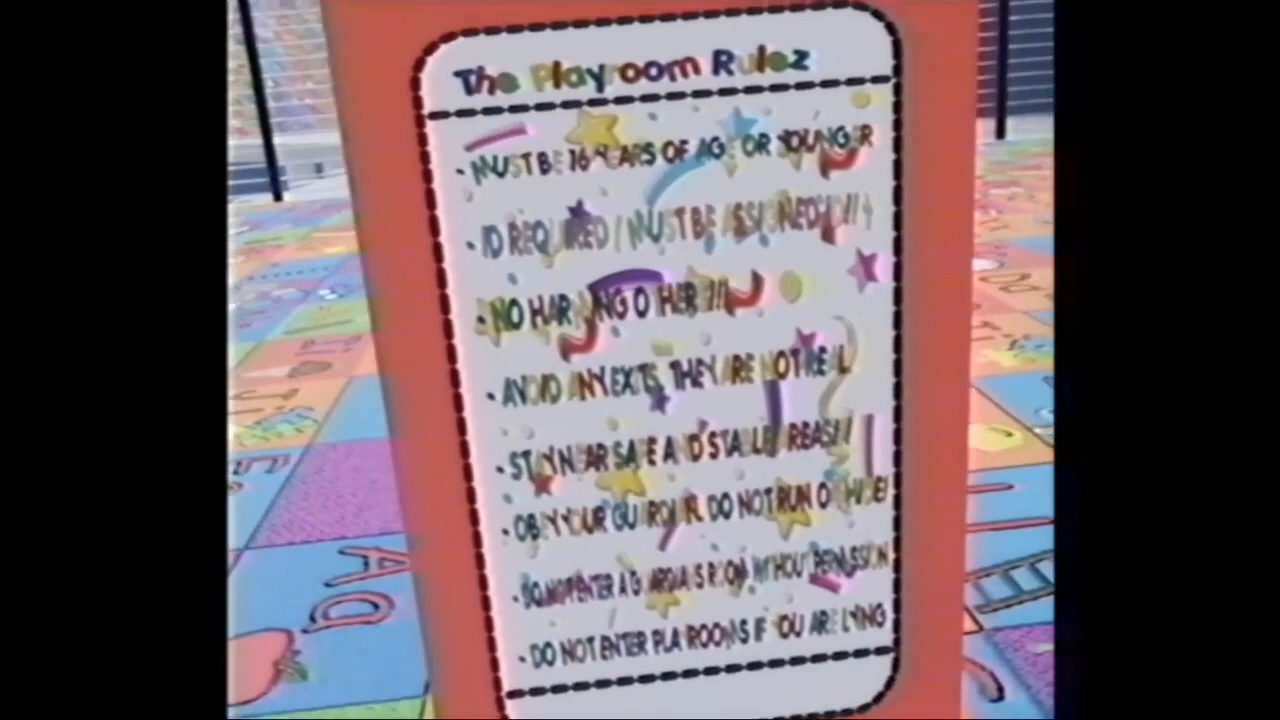 The Playroom Rulez
- MUST BE 16 YEARS OF AGE OR YOUNGER
- ID REQUIRED / MUST BE ASSIGNED
- NO HARMING OTHERS!!!
- AVOID ANY EXITS, THEY ARE NOT REAL
- STAY NEAR SAFE AND STABLE AREAS!!!
- OBEY YOUR GUARDIAN, DO NOT RUN OR HIDE!
- DO NOT ENTER A GUARDIANS ROOM WITHOUT PERMISSION
- DO NOT ENTER PLAYROOMS IF YOU ARE LYING
A a